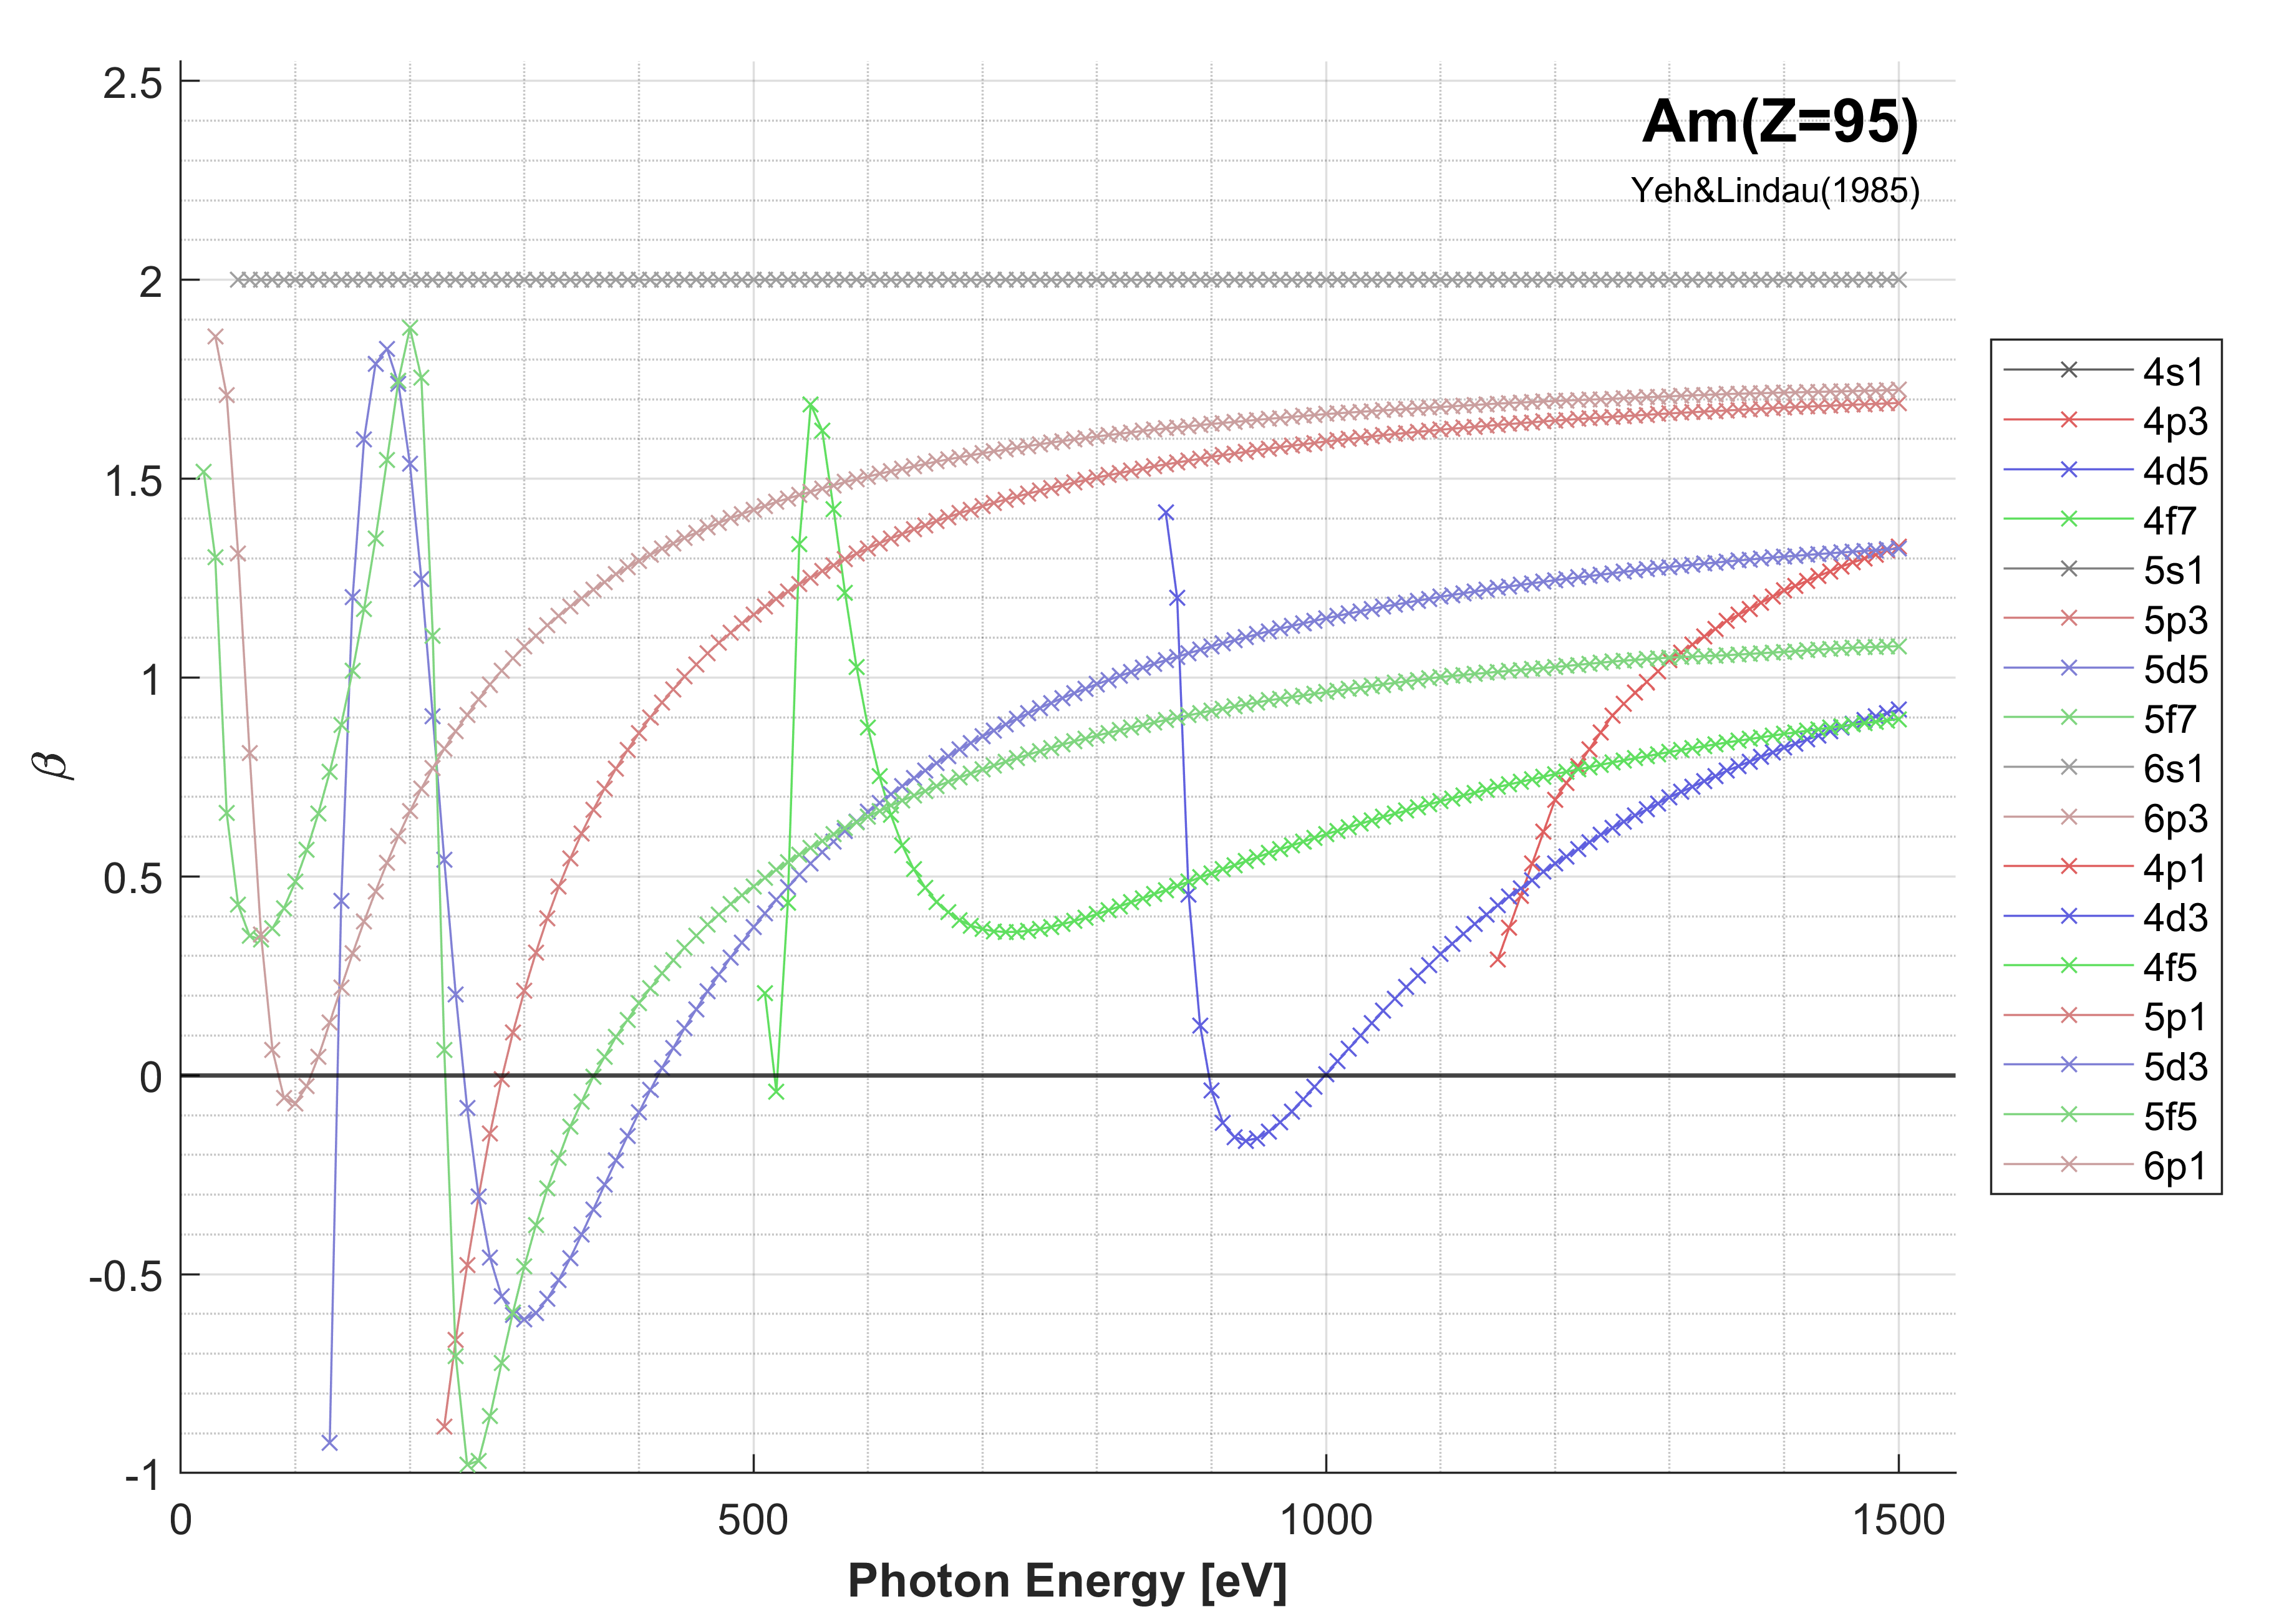 Am(Z=95)
Yeh&Lindau(1985)
2.5
2
1.5
1
0.5
0
-0.5
-1
β
0
500
1000
1500
Photon Energy [eV]
4s1
4p3
4d5
4f7
5s1
5p3
5d5
5f7
6s1
6p3
4p1
4d3
4f5
5p1
5d3
5f5
6p1